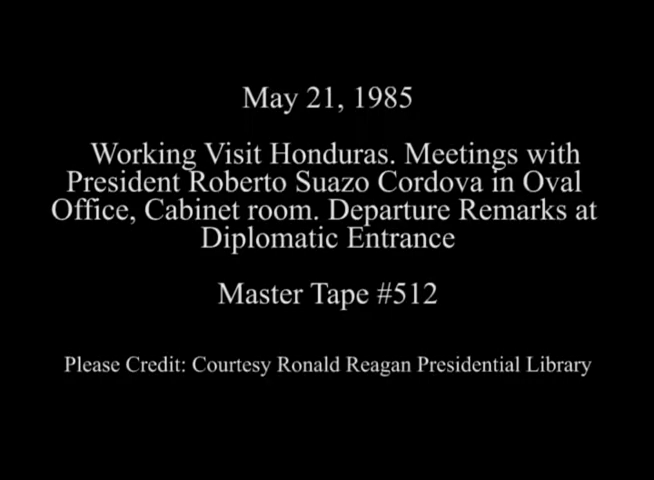 May 21, 1985
Working Visit Honduras. Meetings with
President Roberto Suazo Cordova in Oval
Office, Cabinet room. Departure Remarks at
Diplomatic Entrance
Master Tape #512
Please Credit: Courtesy Ronald Reagan Presidential Library